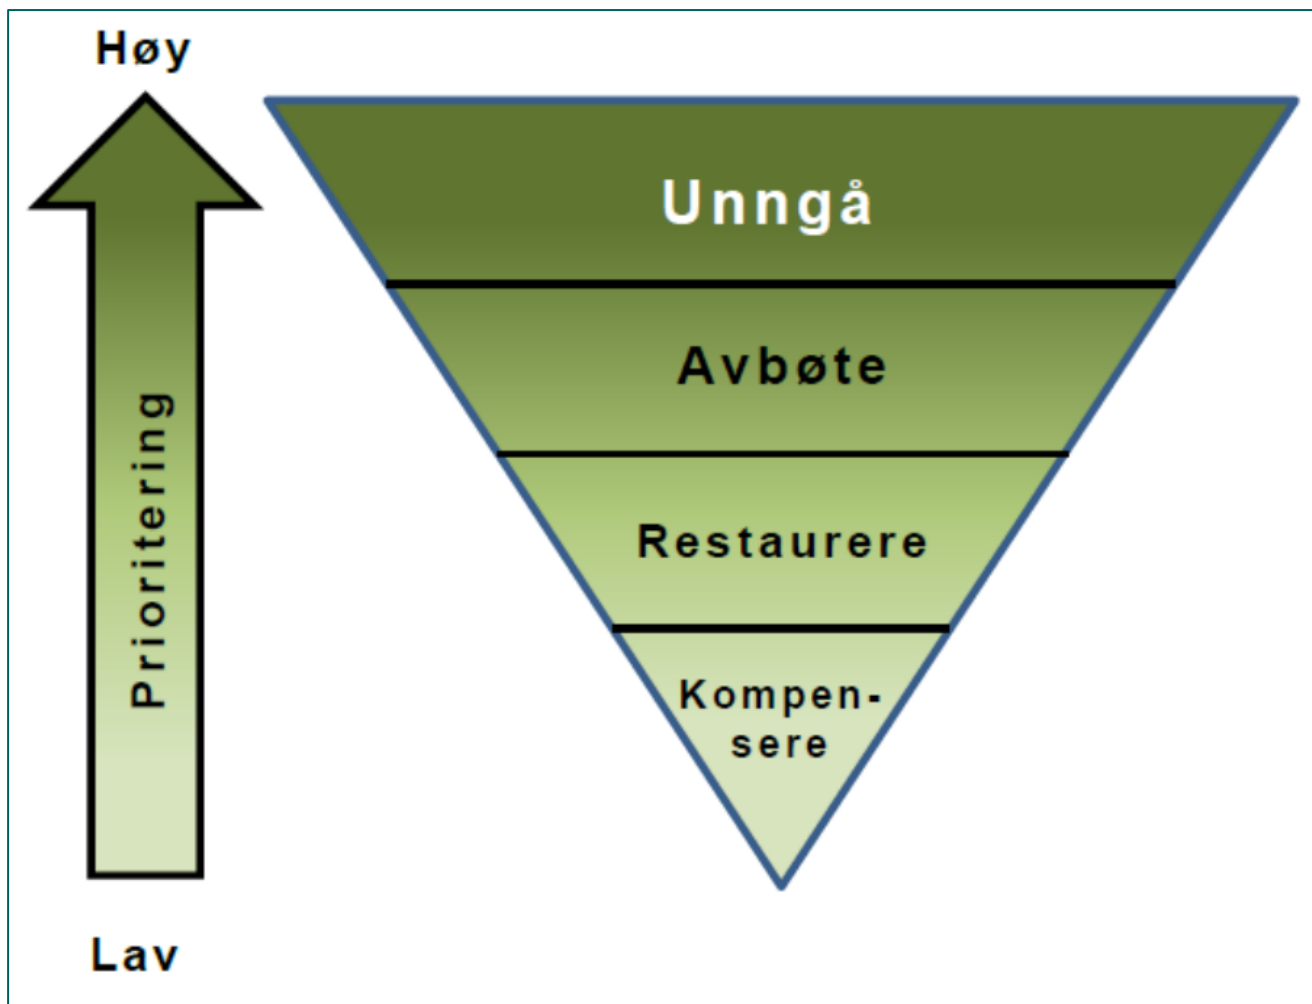 Høy
Unngå
Avbøte
Prioritering
Restaurere
Kompen-
sere
Lav